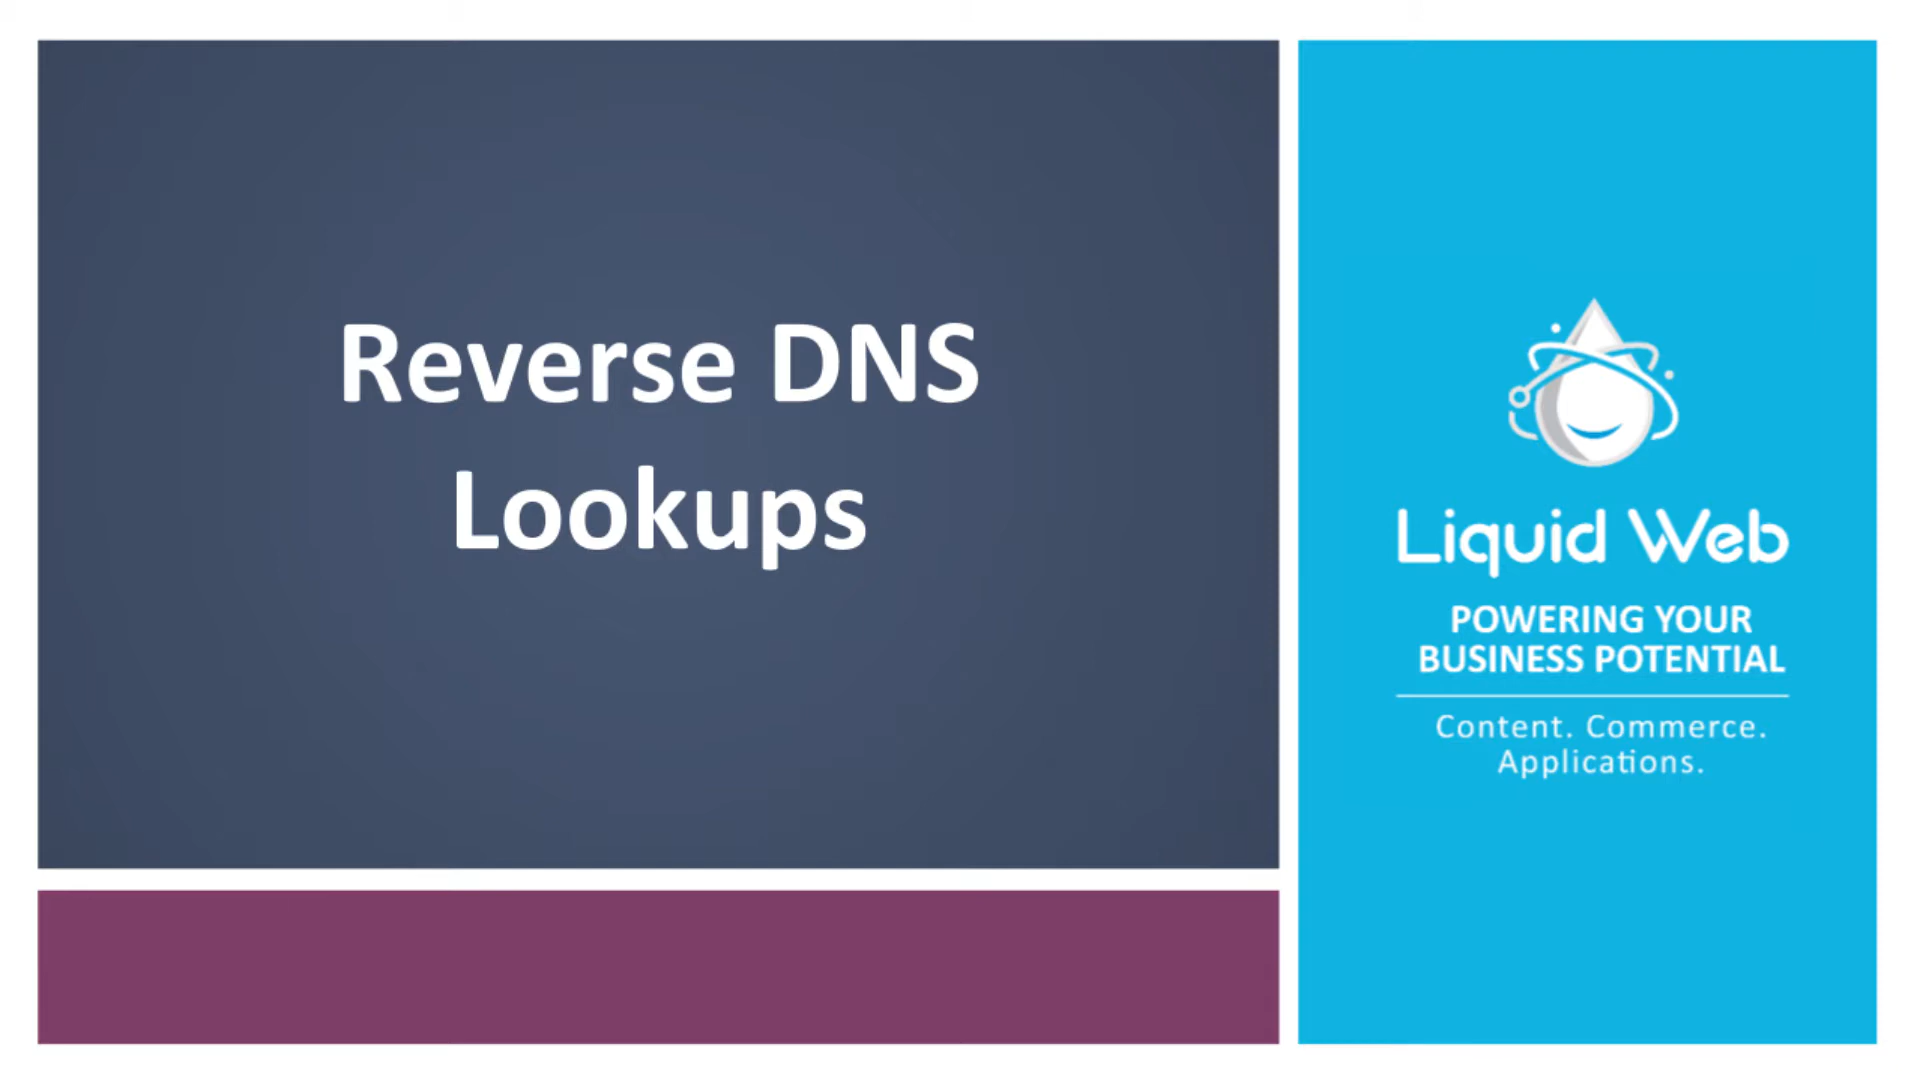 Reverse DNS
Lookups
Liquid Web
POWERING YOUR
BUSINESS POTENTIAL
Content. Commerce.
Applications.